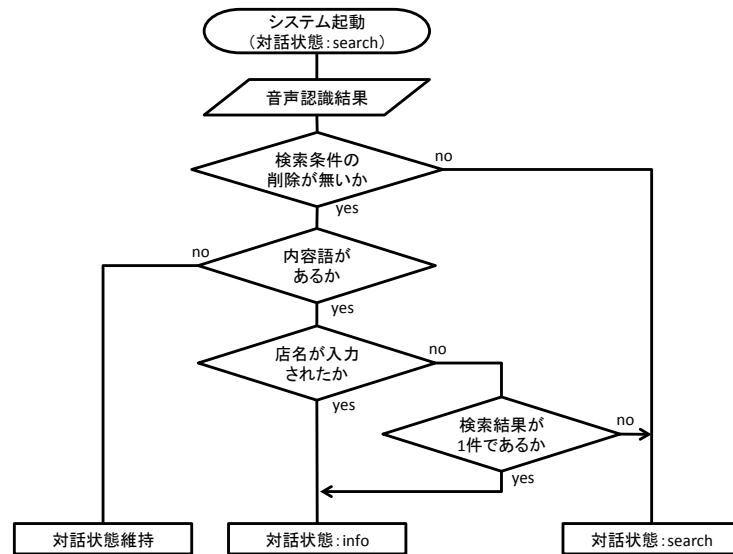 システム起動
（対話状態：search）
音声認識結果
検索条件の
削除が無いか
no
yes
内容語が
あるか
no
yes
店名が入力
されたか
no
yes
検索結果が
1件であるか
no
yes
対話状態維持
対話状態：info
対話状態：search